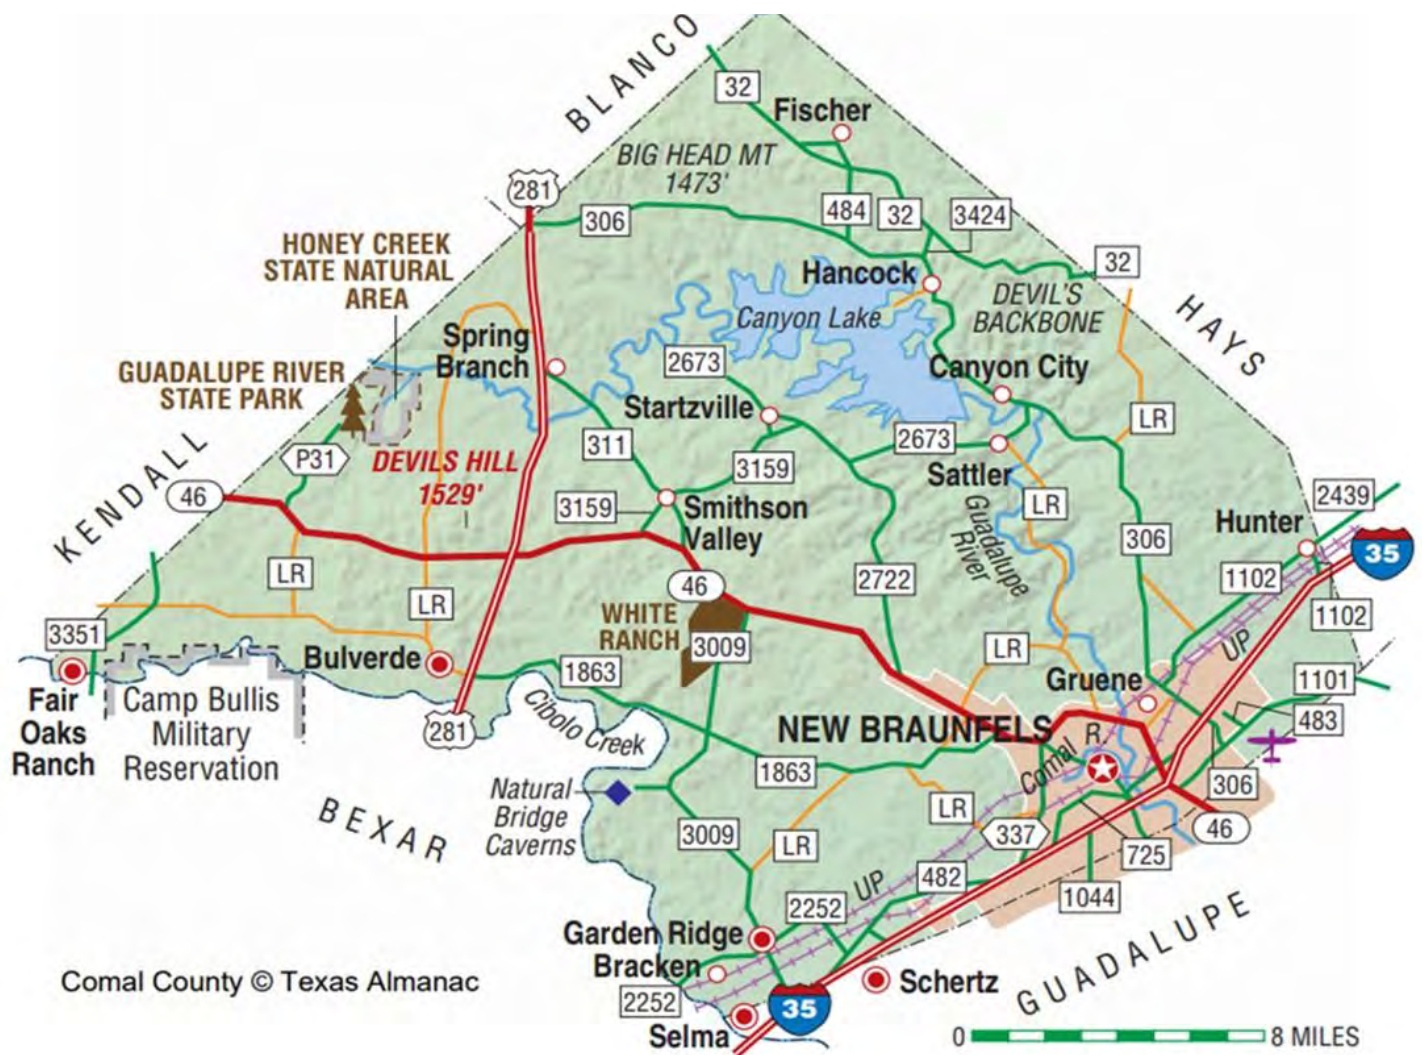 BLANCO
32
Fischer
BIG HEAD MT
1473'
281
306
484
32
3424
HONEY CREEK
STATE NATURAL
AREA
Hancock
32
DEVIL'S
BACKBONE
HAYS
Canyon Lake
Spring
Branch
GUADALUPE RIVER
STATE PARK
2673
Canyon City
Startzville
LR
KENDALL
P31
DEVILS HILL
1529'
311
2673
3159
Sattler
46
3159
Smithson
Valley
LR
Guadalupe
River
2439
Hunter
306
35
LR
2722
1102
46
LR
WHITE
RANCH
1102
3351
3009
LR
UP
Bulverde
1863
Gruene
1101
Fair
Oaks
Ranch
Camp Bullis
Military
Reservation
Cibolo Creek
281
NEW BRAUNFELS
483
Comal R.
1863
306
Natural
Bridge
Caverns
BEXAR
3009
LR
LR
337
46
725
UP
482
1044
2252
Garden Ridge
Bracken
GUADALUPE
Comal County © Texas Almanac
Schertz
2252
35
Selma
0 8 MILES